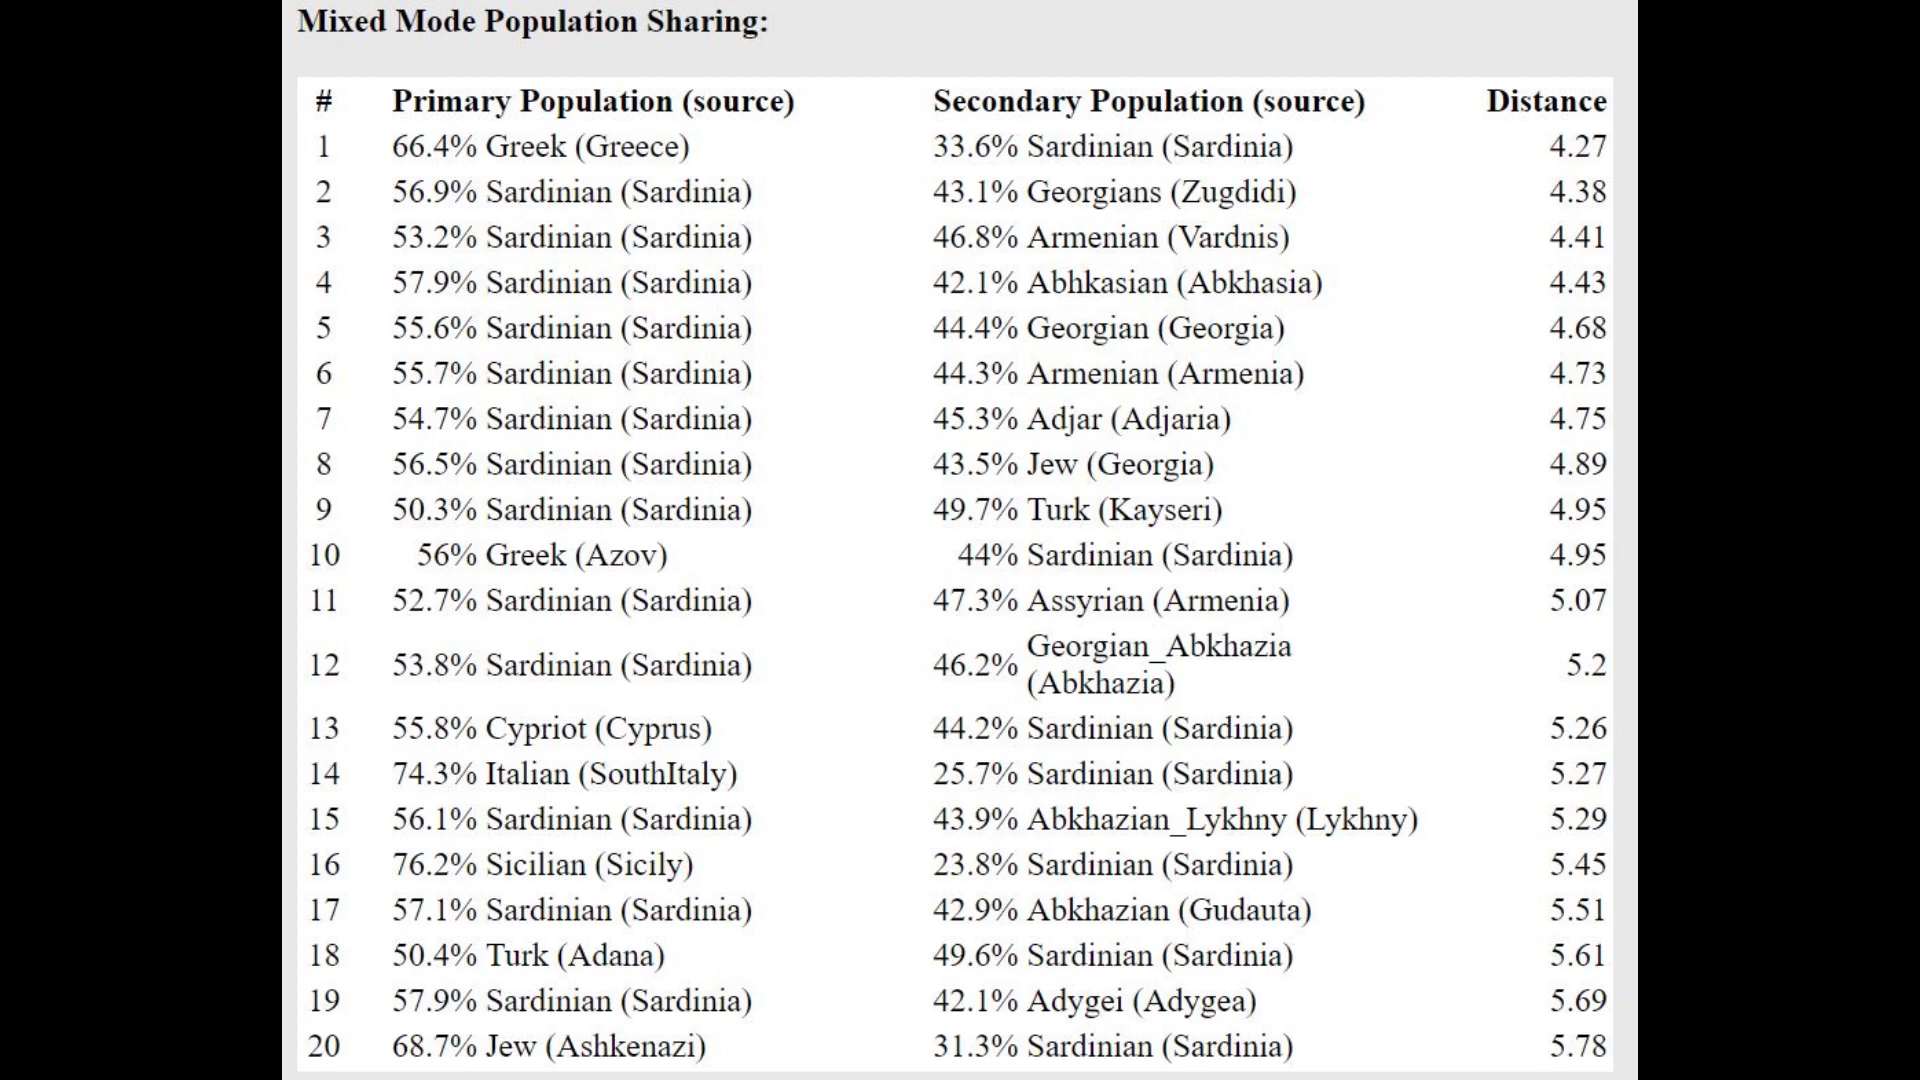 Mixed Mode Population Sharing:
# Primary Population (source) Secondary Population (source) Distance
1 66.4% Greek (Greece) 33.6% Sardinian (Sardinia) 4.27
2 56.9% Sardinian (Sardinia) 43.1% Georgians (Zugdidi) 4.38
3 53.2% Sardinian (Sardinia) 46.8% Armenian (Vardnis) 4.41
4 57.9% Sardinian (Sardinia) 42.1% Abhkasian (Abkhasia) 4.43
5 55.6% Sardinian (Sardinia) 44.4% Georgian (Georgia) 4.68
6 55.7% Sardinian (Sardinia) 44.3% Armenian (Armenia) 4.73
7 54.7% Sardinian (Sardinia) 45.3% Adjar (Adjaria) 4.75
8 56.5% Sardinian (Sardinia) 43.5% Jew (Georgia) 4.89
9 50.3% Sardinian (Sardinia) 49.7% Turk (Kayseri) 4.95
10 56% Greek (Azov) 44% Sardinian (Sardinia) 4.95
11 52.7% Sardinian (Sardinia) 47.3% Assyrian (Armenia) 5.07
12 53.8% Sardinian (Sardinia) 46.2% Georgian_Abkhazia
(Abkhazia) 5.2
13 55.8% Cypriot (Cyprus) 44.2% Sardinian (Sardinia) 5.26
14 74.3% Italian (SouthItaly) 25.7% Sardinian (Sardinia) 5.27
15 56.1% Sardinian (Sardinia) 43.9% Abkhazian_Lykhny (Lykhny) 5.29
16 76.2% Sicilian (Sicily) 23.8% Sardinian (Sardinia) 5.45
17 57.1% Sardinian (Sardinia) 42.9% Abkhazian (Gudauta) 5.51
18 50.4% Turk (Adana) 49.6% Sardinian (Sardinia) 5.61
19 57.9% Sardinian (Sardinia) 42.1% Adygei (Adygea) 5.69
20 68.7% Jew (Ashkenazi) 31.3% Sardinian (Sardinia) 5.78